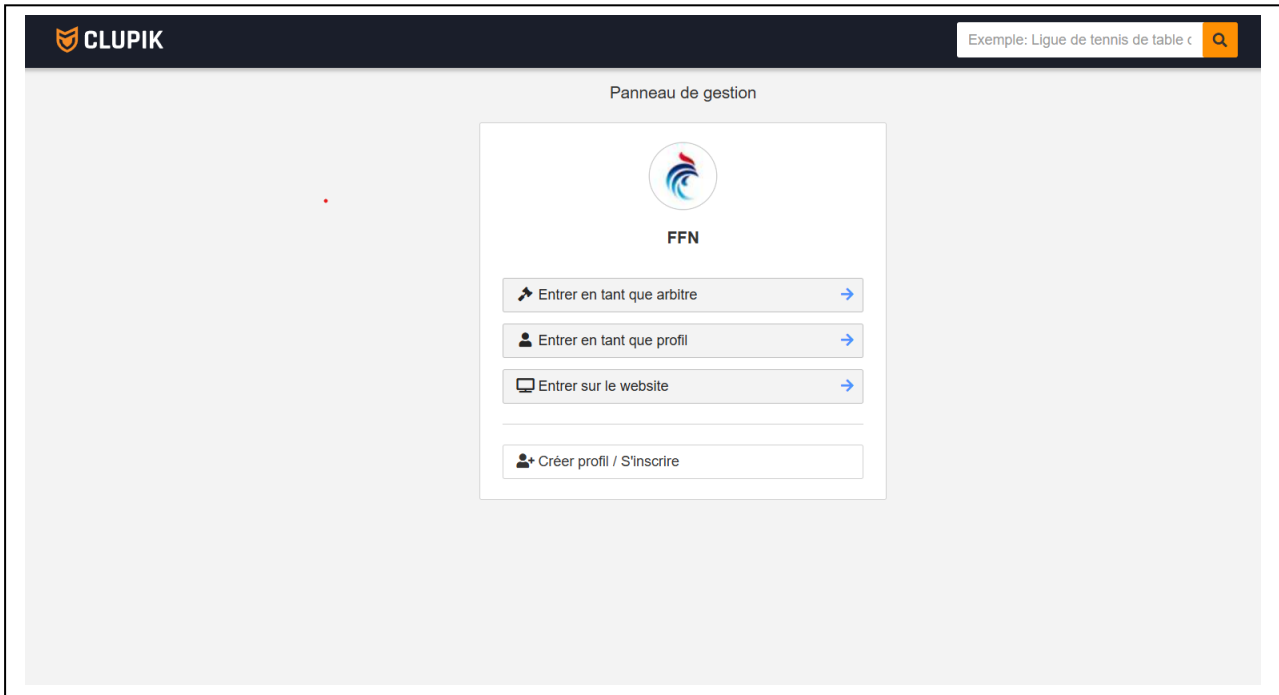 CLUPIK
Exemple: Ligue de tennis de table
Panneau de gestion
FFN
Entrer en tant que arbitre
Entrer en tant que profil
Entrer sur le website
Créer profil / S'inscrire